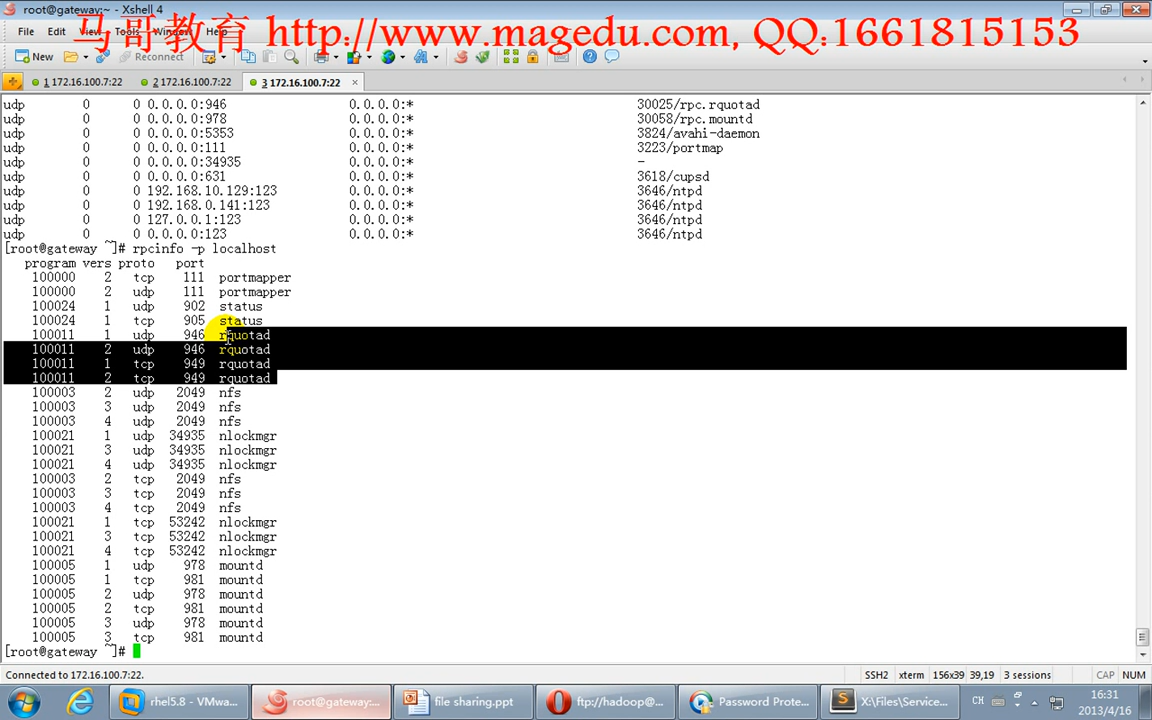 root@gateway:~ - Xshell 4
马哥教育 http://www.magedu.com, QQ:1661815153
File Edit View Tools Window Help
New Reconnect
1 172.16.100.7:22 2 172.16.100.7:22 3 172.16.100.7:22
udp 0 0 0.0.0.0:946 0.0.0.0:* 30025/rpc.rquotad
udp 0 0 0.0.0.0:978 0.0.0.0:* 30058/rpc.mountd
udp 0 0 0.0.0.0:5353 0.0.0.0:* 3824/avahi-daemon
udp 0 0 0.0.0.0:111 0.0.0.0:* 3223/portmap
udp 0 0 0.0.0.0:34935 0.0.0.0:* -
udp 0 0 0.0.0.0:631 0.0.0.0:* 3618/cupsd
udp 0 0 192.168.10.129:123 0.0.0.0:* 3646/ntpd
udp 0 0 192.168.0.141:123 0.0.0.0:* 3646/ntpd
udp 0 0 127.0.0.1:123 0.0.0.0:* 3646/ntpd
udp 0 0 0.0.0.0:123 0.0.0.0:* 3646/ntpd
[root@gateway ~]# rpcinfo -p localhost
program vers proto port
100000 2 tcp 111 portmapper
100000 2 udp 111 portmapper
100024 1 udp 902 status
100024 1 tcp 905 status
100011 1 udp 946 rquotad
100011 2 udp 946 rquotad
100011 1 tcp 949 rquotad
100011 2 tcp 949 rquotad
100003 2 udp 2049 nfs
100003 3 udp 2049 nfs
100003 4 udp 2049 nfs
100021 1 udp 34935 nlockmgr
100021 3 udp 34935 nlockmgr
100021 4 udp 34935 nlockmgr
100003 2 tcp 2049 nfs
100003 3 tcp 2049 nfs
100003 4 tcp 2049 nfs
100021 1 tcp 53242 nlockmgr
100021 3 tcp 53242 nlockmgr
100021 4 tcp 53242 nlockmgr
100005 1 udp 978 mountd
100005 1 tcp 981 mountd
100005 2 udp 978 mountd
100005 2 tcp 981 mountd
100005 3 udp 978 mountd
100005 3 tcp 981 mountd
[root@gateway ~]#
Connected to 172.16.100.7:22. SSH2 xterm 156x39 39,19 3 sessions CAP NUM
rhel5.8 - VMwa... root@gateway:... file sharing.ppt ftp://hadoop@... Password Prote... X:\Files\Service... CH 16:31
2013/4/16